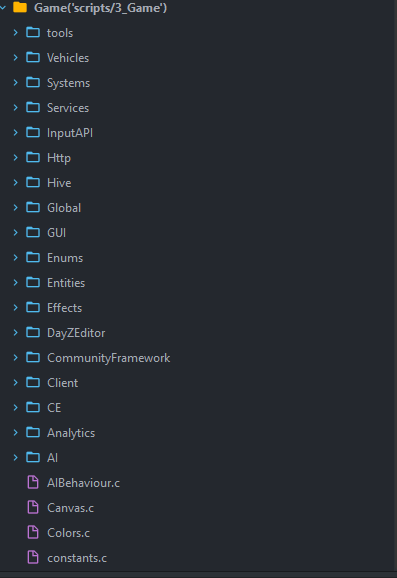 Game('scripts/3_Game')
tools
Vehicles
Systems
Services
InputAPI
Http
Hive
Global
GUI
Enums
Entities
Effects
DayZEditor
CommunityFramework
Client
CE
Analytics
AI
AIBehaviour.c
Canvas.c
Colors.c
constants.c